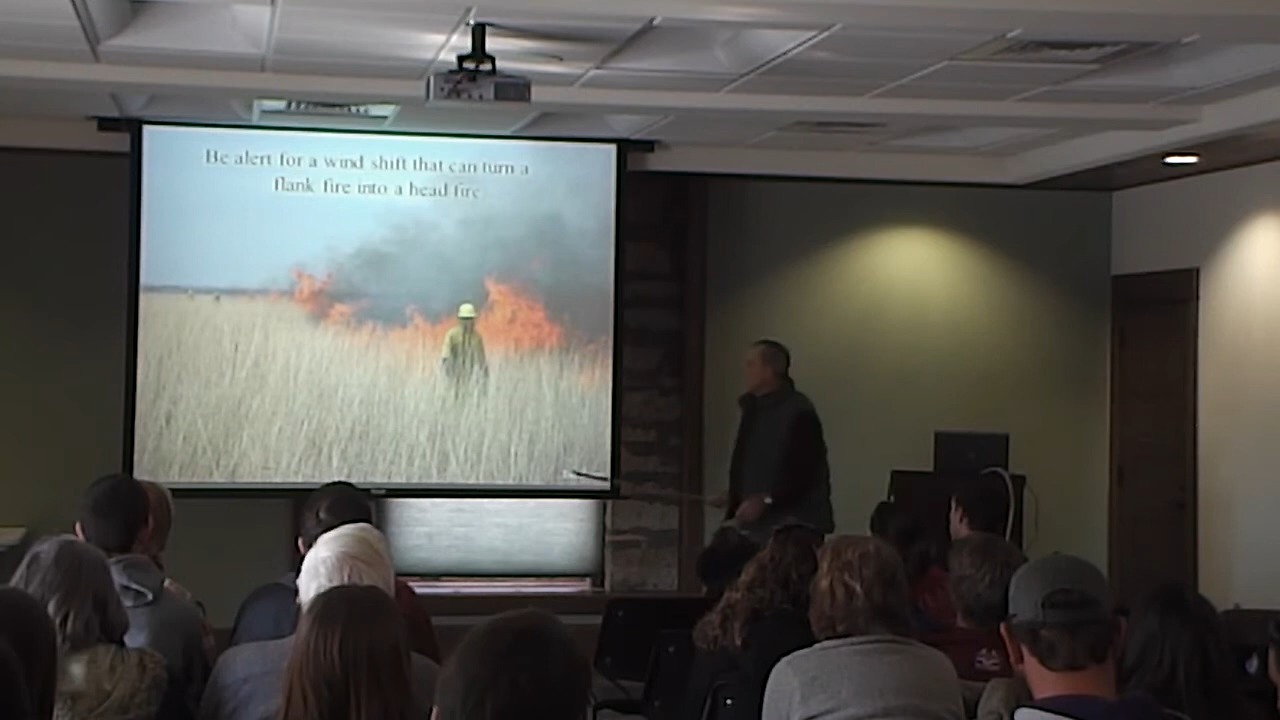 Be alert for a wind shift that can turn a
flank fire into a head fire